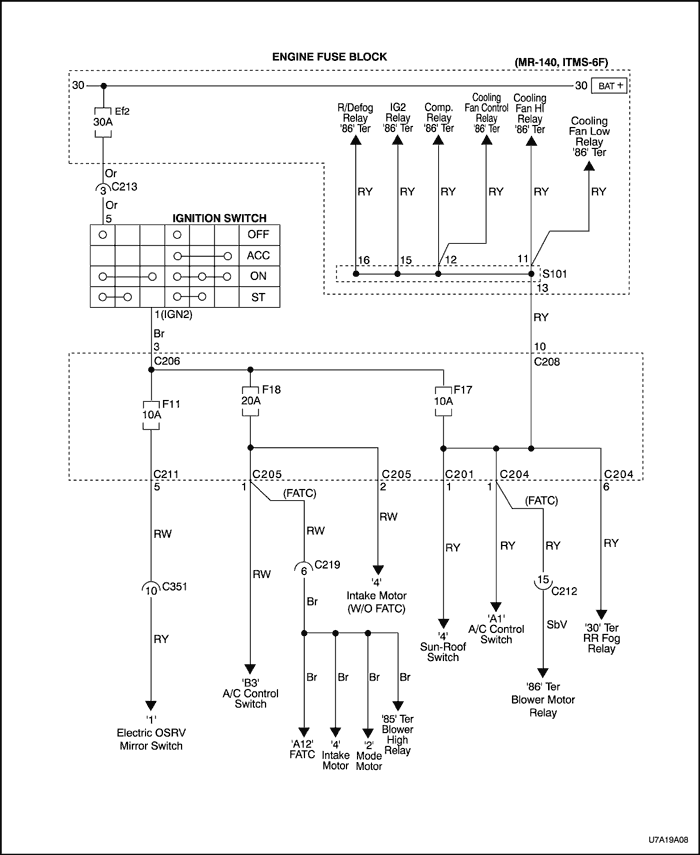 ENGINE FUSE BLOCK
(MR-140, ITMS-6F)
30
30
BAT +
Ef2
30A
R/Defog
Relay
'86' Ter
IG2
Relay
'86' Ter
Comp.
Relay
'86' Ter
Cooling
Fan Control
Relay
'86' Ter
Cooling
Fan HI
Relay
'86' Ter
Cooling
Fan Low
Relay
'86' Ter
Or
3
C213
Or
5
RY
RY
RY
RY
RY
RY
IGNITION SWITCH
OFF
ACC
ON
ST
16
15
12
11
S101
13
1(IGN2)
Br
3
C206
RY
10
C208
F11
10A
F18
20A
F17
10A
C211
5
C205
1
C205
2
C201
1
C204
1
C204
6
(FATC)
(FATC)
RW
RW
RW
RW
RY
RY
RY
RY
10
C351
6
C219
15
C212
RY
Br
SbV
'4'
Intake Motor
(W/O FATC)
'4'
Sun-Roof
Switch
'A1'
A/C Control
Switch
'30' Ter
RR Fog
Relay
'B3'
A/C Control
Switch
Br
Br
Br
Br
'86' Ter
Blower Motor
Relay
'1'
Electric OSRV
Mirror Switch
'A12'
FATC
'4'
Intake
Motor
'2'
Mode
Motor
'85' Ter
Blower
High
Relay
U7A19A08